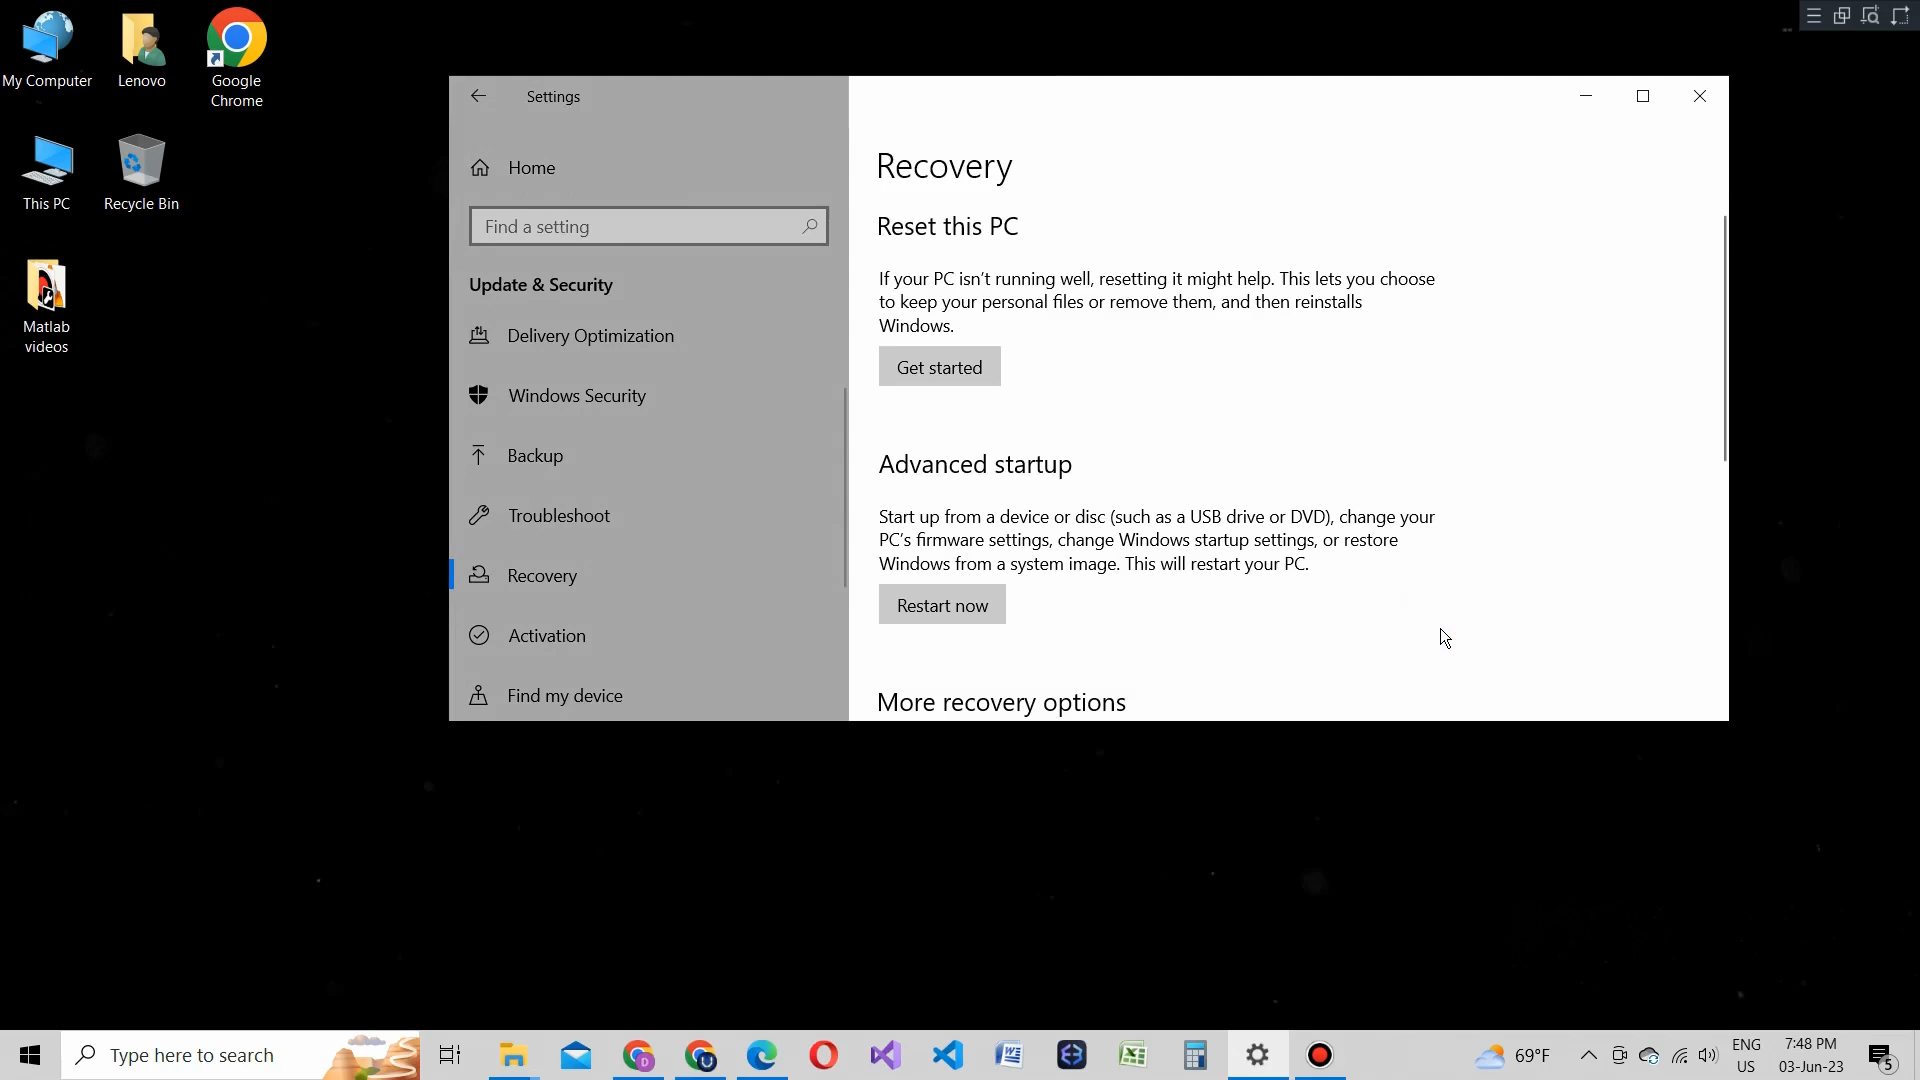 My Computer
Lenovo
Google
Chrome
This PC
Recycle Bin
Matlab
videos
Settings
Home
Find a setting
Update & Security
Delivery Optimization
Windows Security
Backup
Troubleshoot
Recovery
Activation
Find my device
Recovery
Reset this PC
If your PC isn't running well, resetting it might help. This lets you choose
to keep your personal files or remove them, and then reinstalls
Windows.
Get started
Advanced startup
Start up from a device or disc (such as a USB drive or DVD), change your
PC's firmware settings, change Windows startup settings, or restore
Windows from a system image. This will restart your PC.
Restart now
More recovery options
Type here to search
D
U
69°F
ENG
US
7:48 PM
03-Jun-23
5